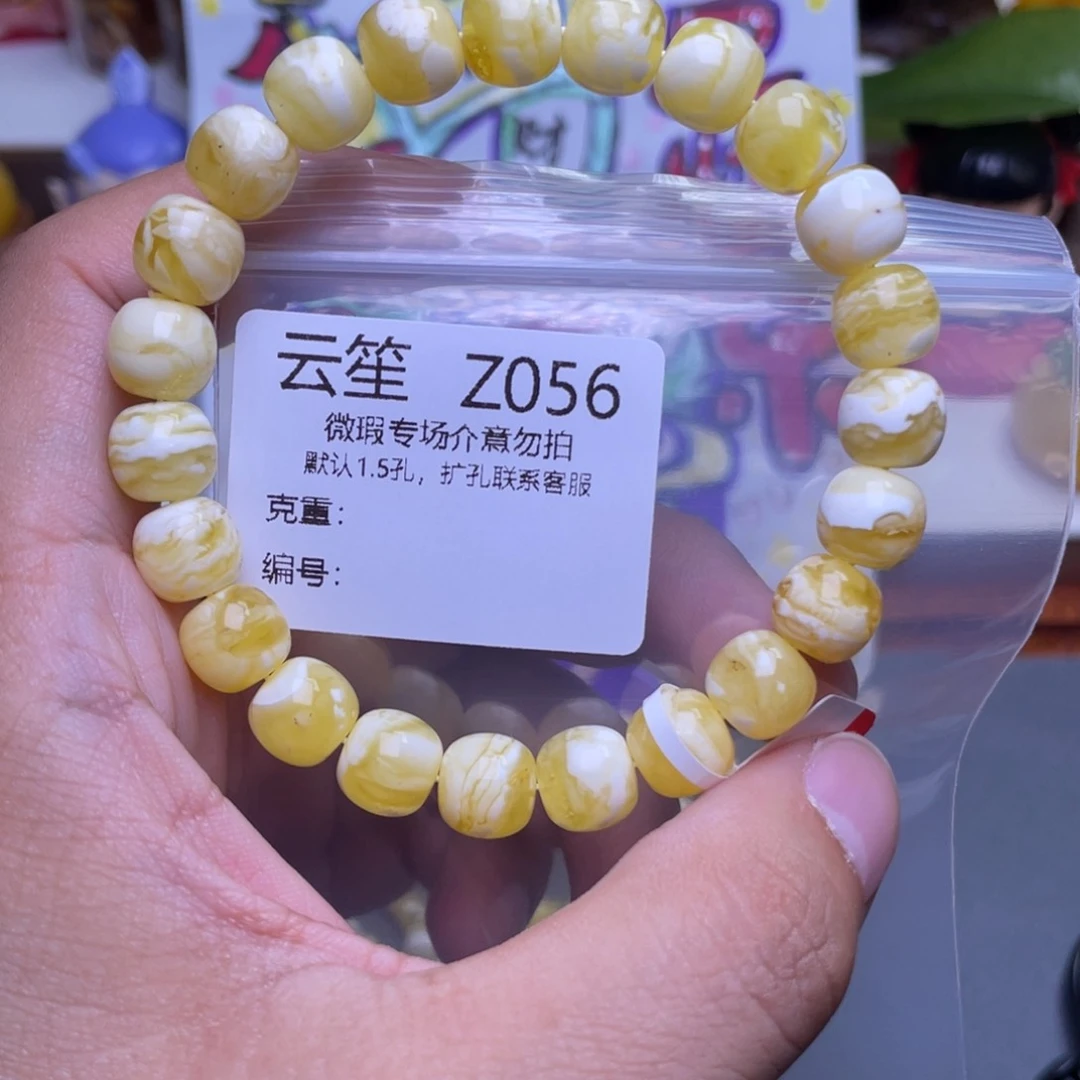 云笙 Z056
微瑕专场介意勿拍
默认1.5孔，扩孔联系客服
克重：
编号：